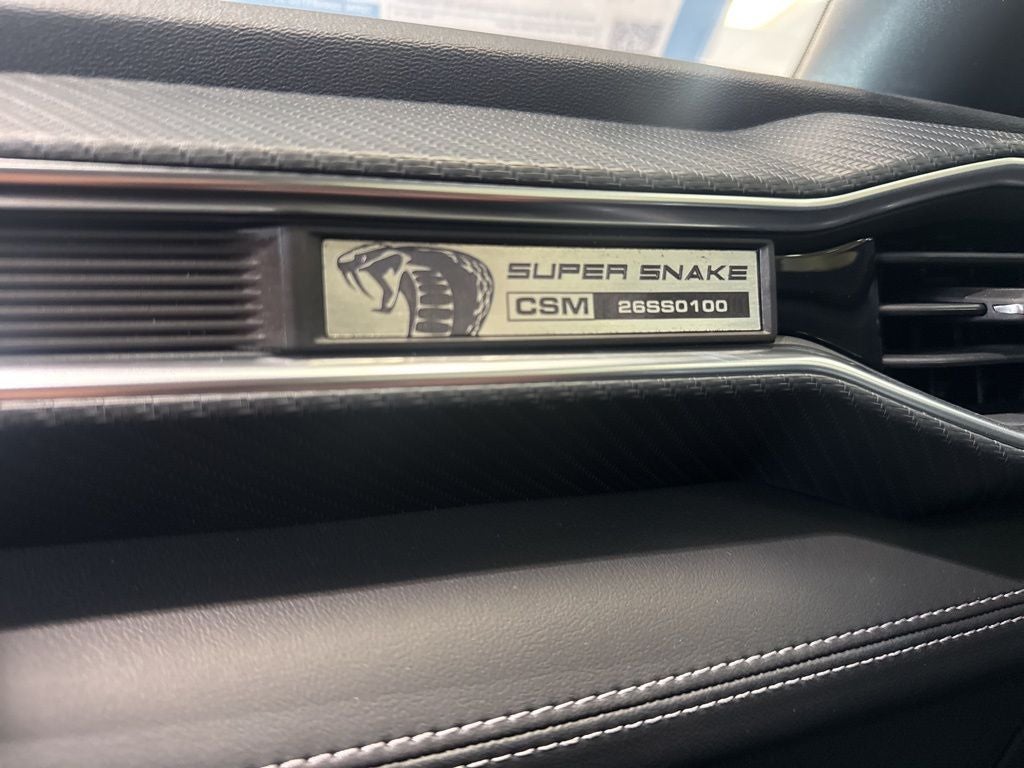 SUPER SNAKE
CSM 26SS0100